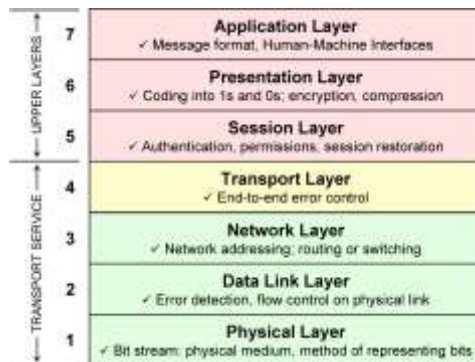 UPPER LAYERS
TRANSPORT SERVICE
7
Application Layer
✓ Message format, Human-Machine Interfaces
6
Presentation Layer
✓ Coding into 1s and 0s; encryption, compression
5
Session Layer
✓ Authentication, permissions, session restoration
4
Transport Layer
✓ End-to-end error control
3
Network Layer
✓ Network addressing; routing or switching
2
Data Link Layer
✓ Error detection, flow control on physical link
1
Physical Layer
✓ Bit stream: physical medium, method of representing bits